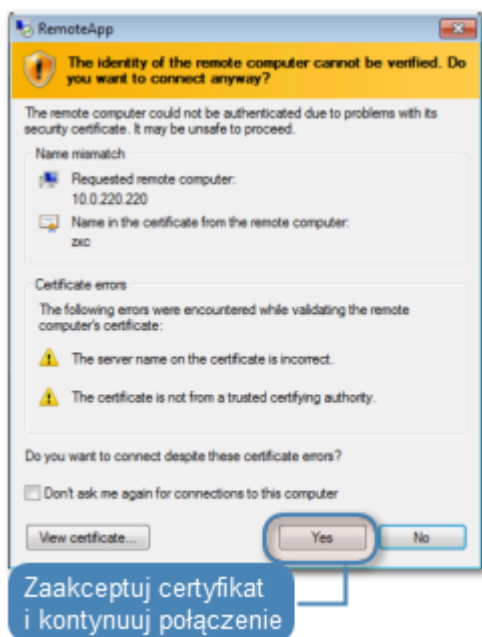 RemoteApp
The identity of the remote computer cannot be verified. Do
you want to connect anyway?
The remote computer could not be authenticated due to problems with its
security certificate. It may be unsafe to proceed.
Name mismatch
Requested remote computer:
10.0.220.220
Name in the certificate from the remote computer:
zxc
Certificate errors
The following errors were encountered while validating the remote
computer's certificate:
The server name on the certificate is incorrect.
The certificate is not from a trusted certifying authority.
Do you want to connect despite these certificate errors?
Don't ask me again for connections to this computer
View certificate...
Yes
No
Zaakceptuj certyfikat
i kontynuuj połączenie